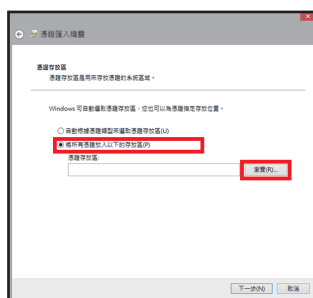 憑證匯入精靈
憑證存放區
憑證存放區是用來存放憑證的系統區域。
Windows 可自動選取憑證存放區，您也可以為憑證指定存放位置。
自動根據憑證類型來選取憑證存放區(U)
將所有憑證放入以下的存放區(P)
憑證存放區:
瀏覽(R)...
下一步(N)
取消